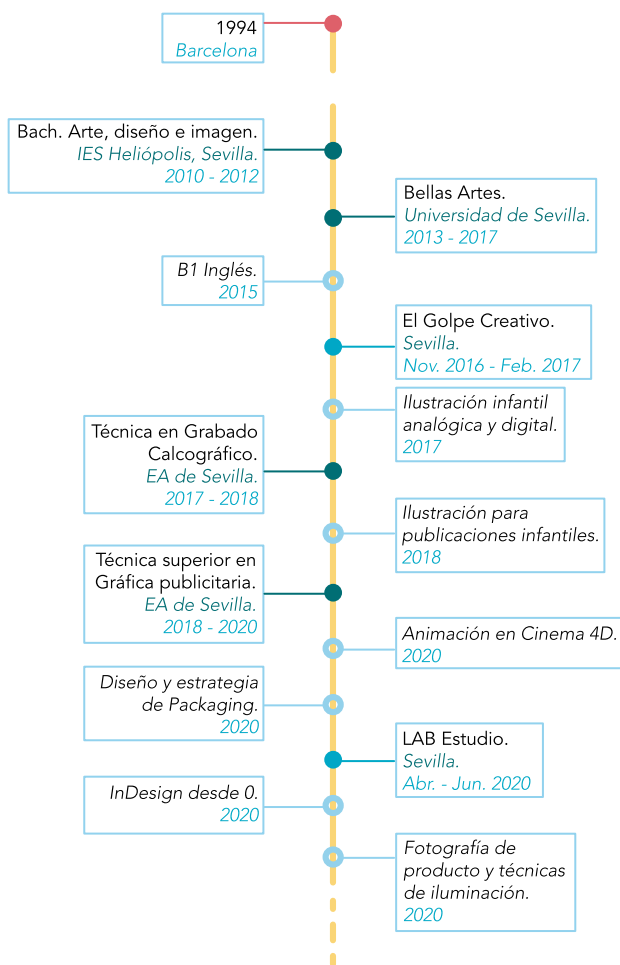 1994
Barcelona
Bach. Arte, diseño e imagen.
IES Heliópolis, Sevilla.
2010 - 2012
Bellas Artes.
Universidad de Sevilla.
2013 - 2017
B1 Inglés.
2015
El Golpe Creativo.
Sevilla.
Nov. 2016 - Feb. 2017
Ilustración infantil
analógica y digital.
2017
Técnica en Grabado
Calcográfico.
EA de Sevilla.
2017 - 2018
Ilustración para
publicaciones infantiles.
2018
Técnica superior en
Gráfica publicitaria.
EA de Sevilla.
2018 - 2020
Animación en Cinema 4D.
2020
Diseño y estrategia
de Packaging.
2020
LAB Estudio.
Sevilla.
Abr. - Jun. 2020
InDesign desde 0.
2020
Fotografía de
producto y técnicas
de iluminación.
2020